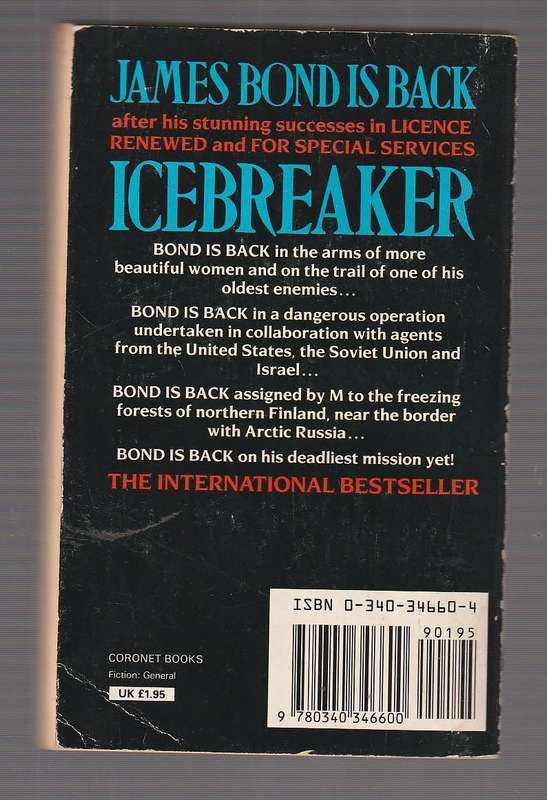 JAMES BOND IS BACK
after his stunning successes in LICENCE
RENEWED and FOR SPECIAL SERVICES
ICEBREAKER
BOND IS BACK in the arms of more
beautiful women and on the trail of one of his
oldest enemies...
BOND IS BACK in a dangerous operation
undertaken in collaboration with agents
from the United States, the Soviet Union and
Israel...
BOND IS BACK assigned by M to the freezing
forests of northern Finland, near the border
with Arctic Russia...
BOND IS BACK on his deadliest mission yet!
THE INTERNATIONAL BESTSELLER
ISBN 0-340-34660-4
90195
9 780340 346600
CORONET BOOKS
Fiction: General
UK £1.95